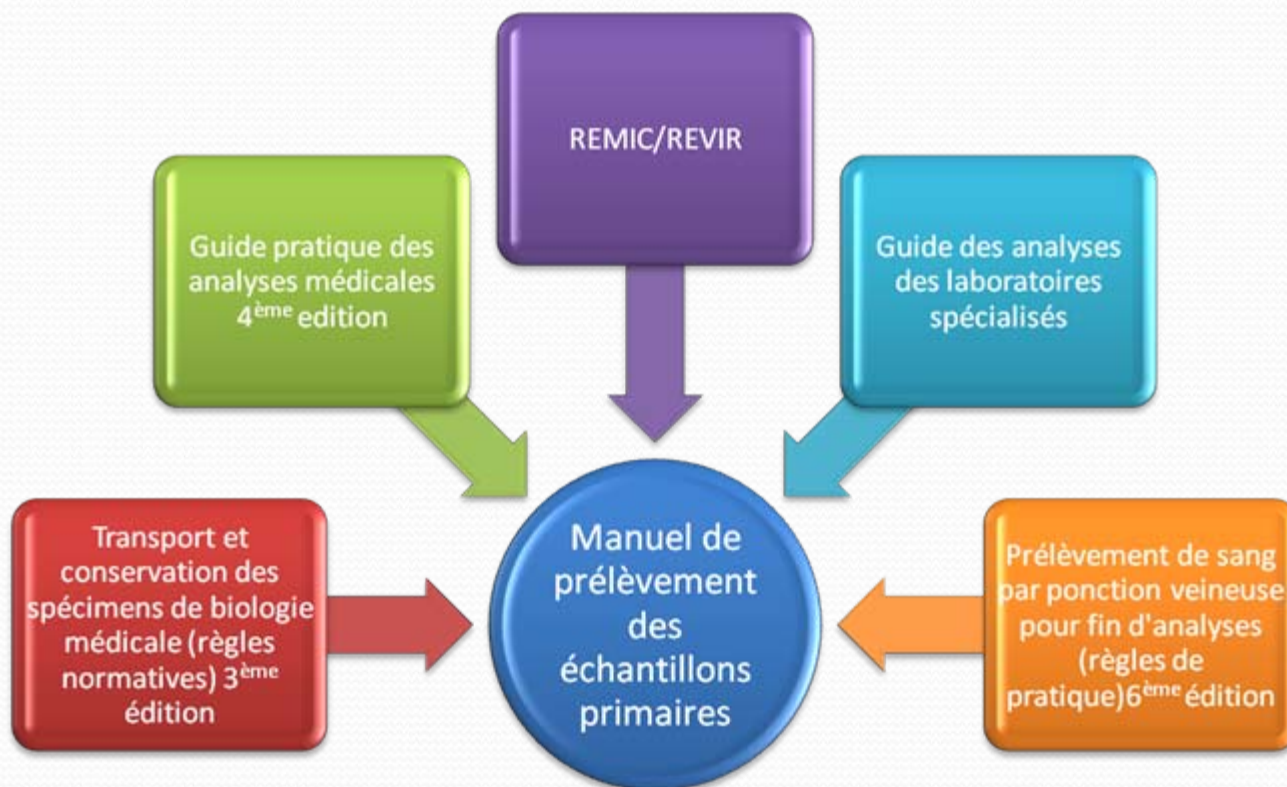 REMIC/REVIR
Guide pratique des
analyses médicales
4ème edition
Guide des analyses
des laboratoires
spécialisés
Transport et
conservation des
spécimens de biologie
médicale (règles
normatives) 3ème
édition
Manuel de
prélèvement
des
échantillons
primaires
Prélèvement de sang
par ponction veineuse
pour fin d'analyses
(règles de
pratique)6ème édition